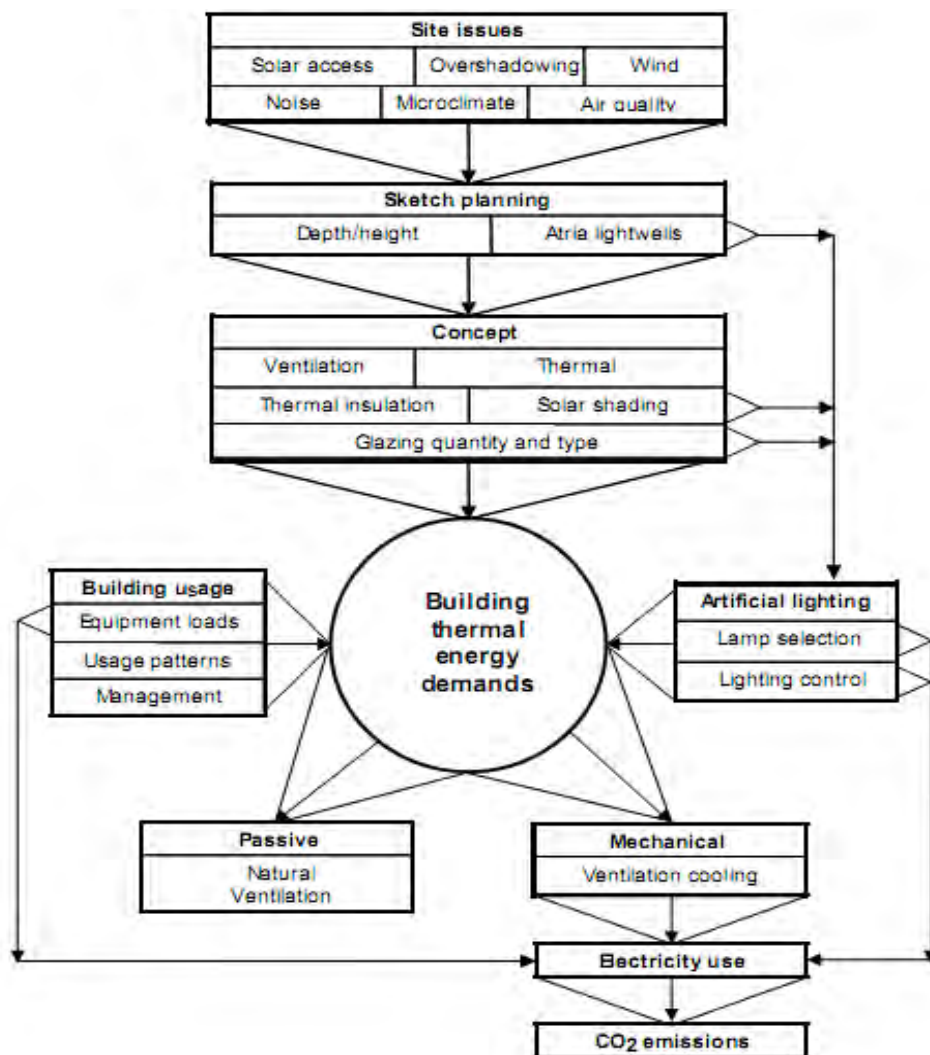 Site issues
Solar access Overshadowing Wind
Noise Microclimate Air quality
Sketch planning
Depth/height Atria lightwells
Concept
Ventilation Thermal
Thermal insulation Solar shading
Glazing quantity and type
Building usage
Equipment loads
Usage patterns
Management
Building
thermal
energy
demands
Artificial lighting
Lamp selection
Lighting control
Passive
Natural
Ventilation
Mechanical
Ventilation cooling
Electricity use
CO2 emissions